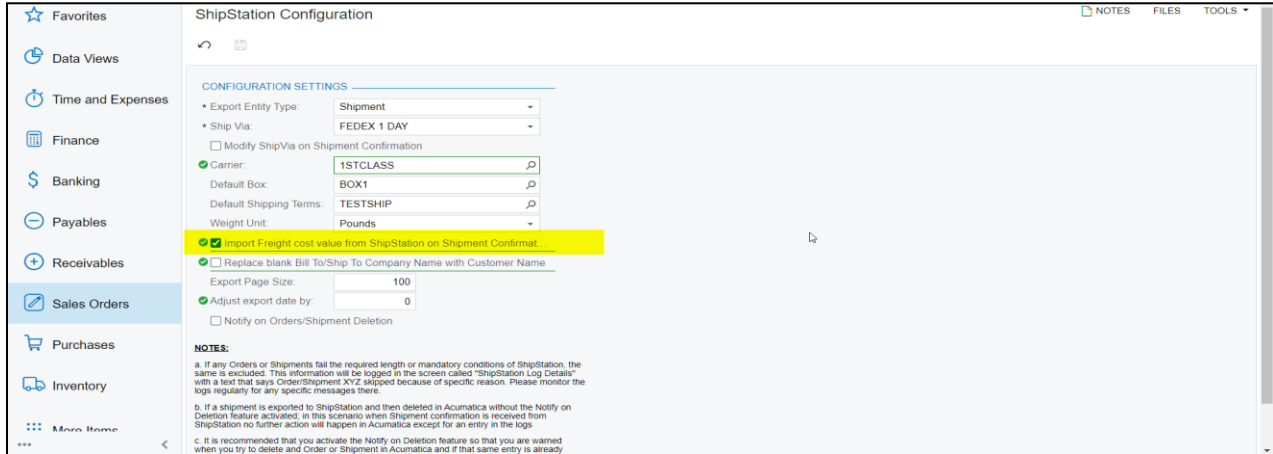 Favorites
Data Views
Time and Expenses
Finance
Banking
Payables
Receivables
Sales Orders
Purchases
Inventory
More Items
ShipStation Configuration
NOTES FILES TOOLS
CONFIGURATION SETTINGS
* Export Entity Type: Shipment
* Ship Via: FEDEX 1 DAY
Modify ShipVia on Shipment Confirmation
Carrier: 1STCLASS
Default Box: BOX1
Default Shipping Terms: TESTSHIP
Weight Unit: Pounds
Import Freight cost value from ShipStation on Shipment Confirmat...
Replace blank Bill To/Ship To Company Name with Customer Name
Export Page Size: 100
Adjust export date by: 0
Notify on Orders/Shipment Deletion
NOTES:
a. If any Orders or Shipments fail the required length or mandatory conditions of ShipStation, the
same is excluded. This information will be logged in the screen called "ShipStation Log Details"
with a text that says Order/Shipment XYZ skipped because of specific reason. Please monitor the
logs regularly for any specific messages there.
b. If a shipment is exported to ShipStation and then deleted in Acumatica without the Notify on
Deletion feature activated; in this scenario when Shipment confirmation is received from
ShipStation no further action will happen in Acumatica except for an entry in the logs
c. It is recommended that you activate the Notify on Deletion feature so that you are warned
when you try to delete and Order or Shipment in Acumatica and if that same entry is already